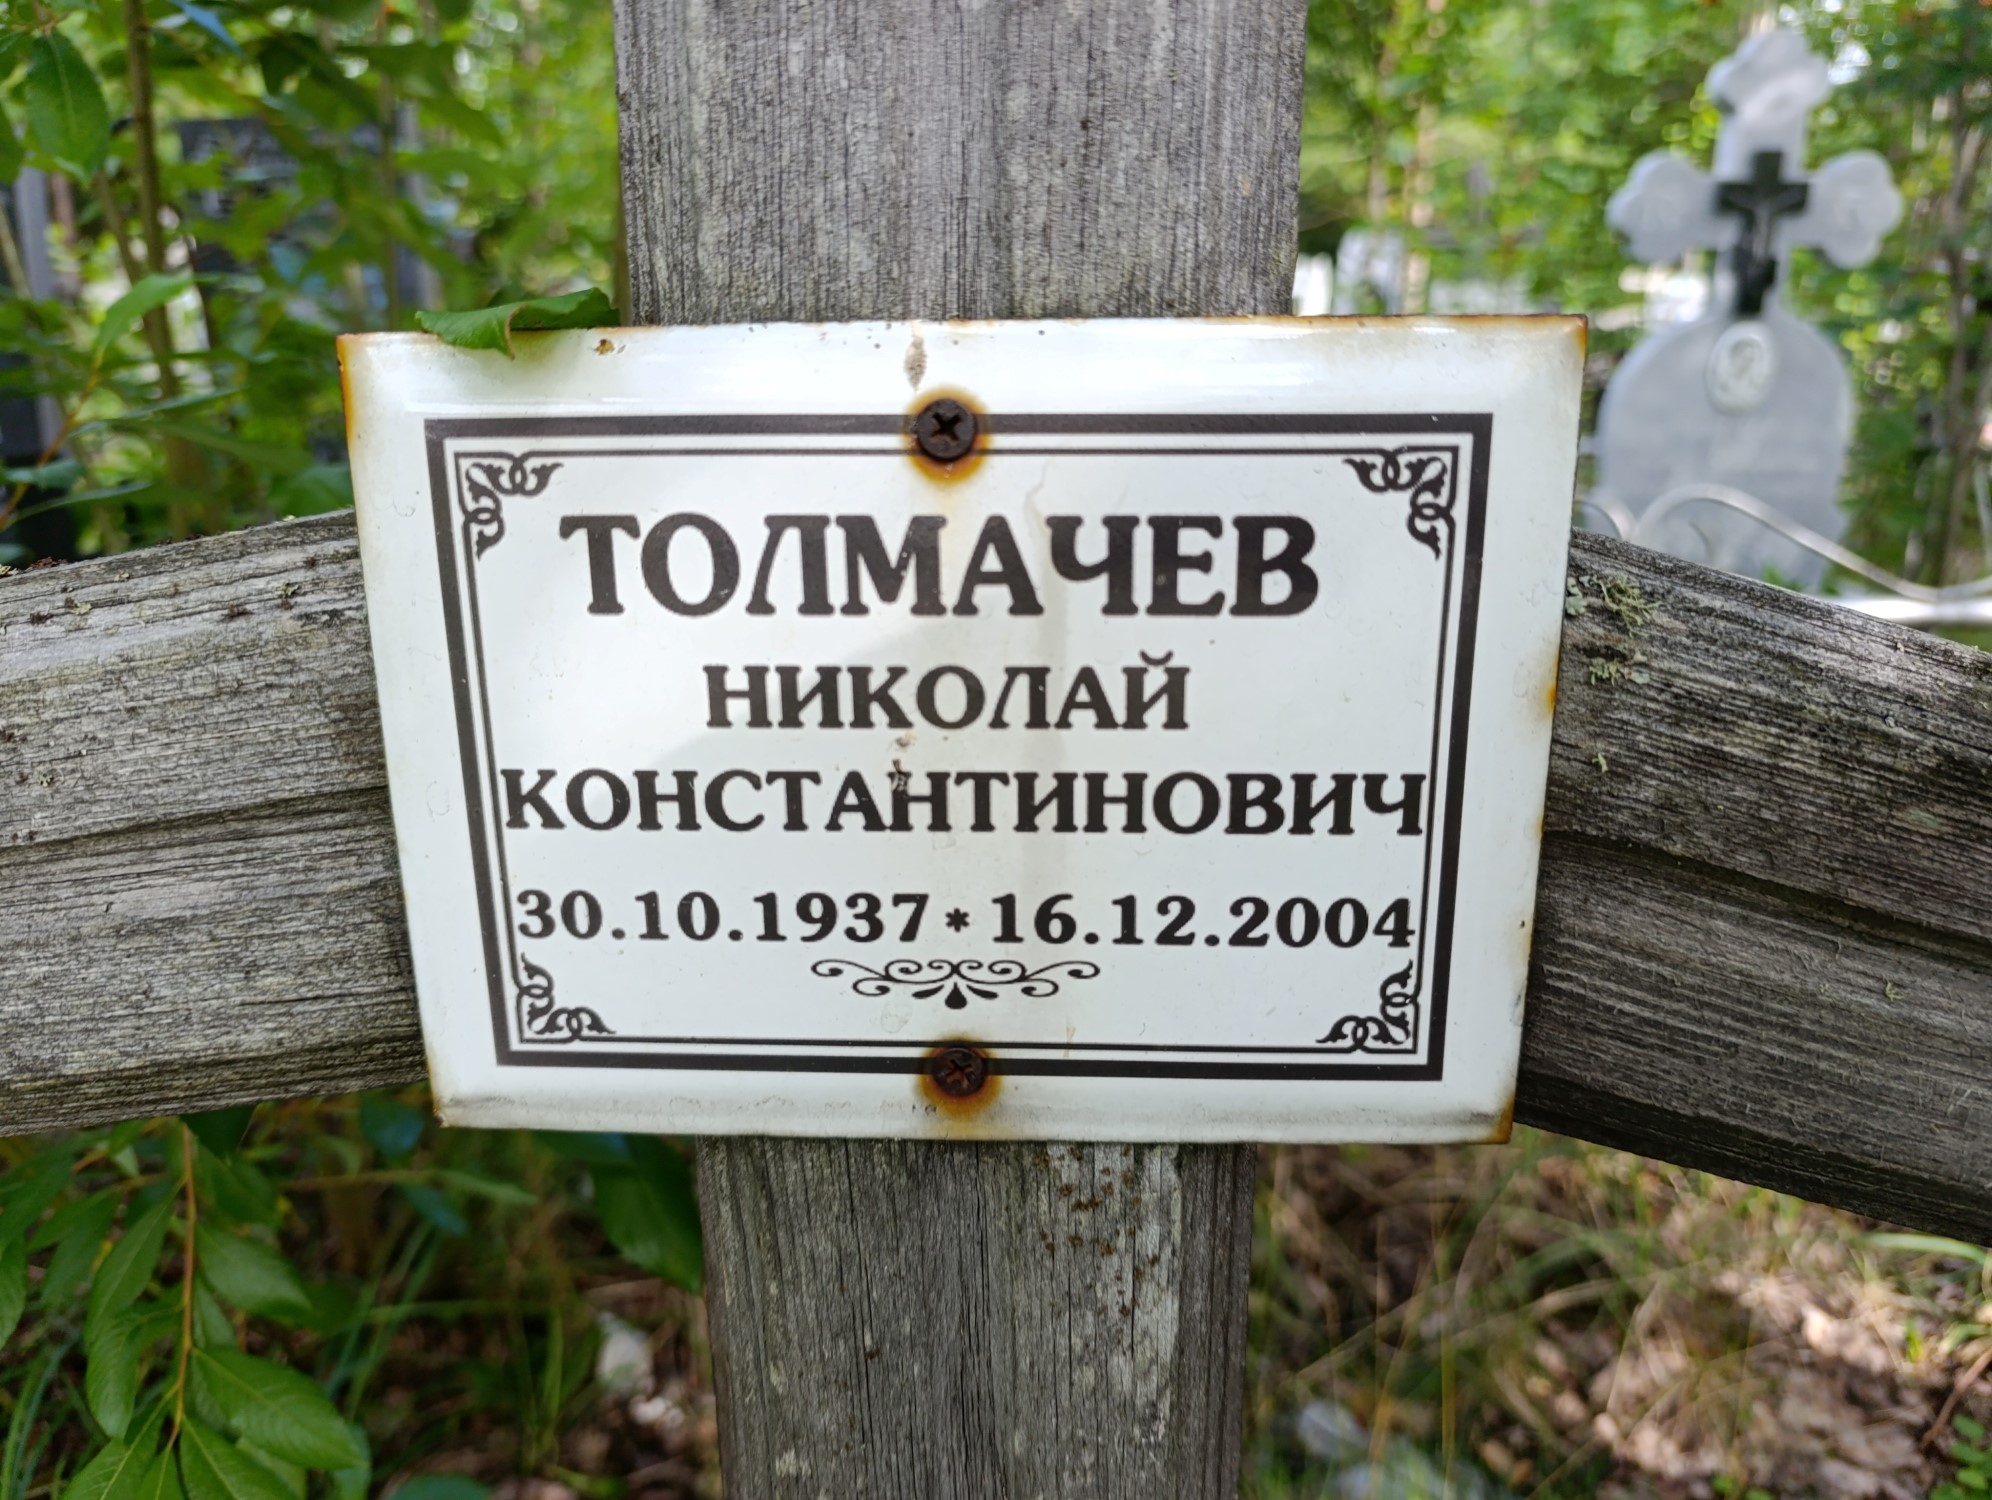 ТОЛМАЧЕВ
НИКОЛАЙ
КОНСТАНТИНОВИЧ
30.10.1937 * 16.12.2004